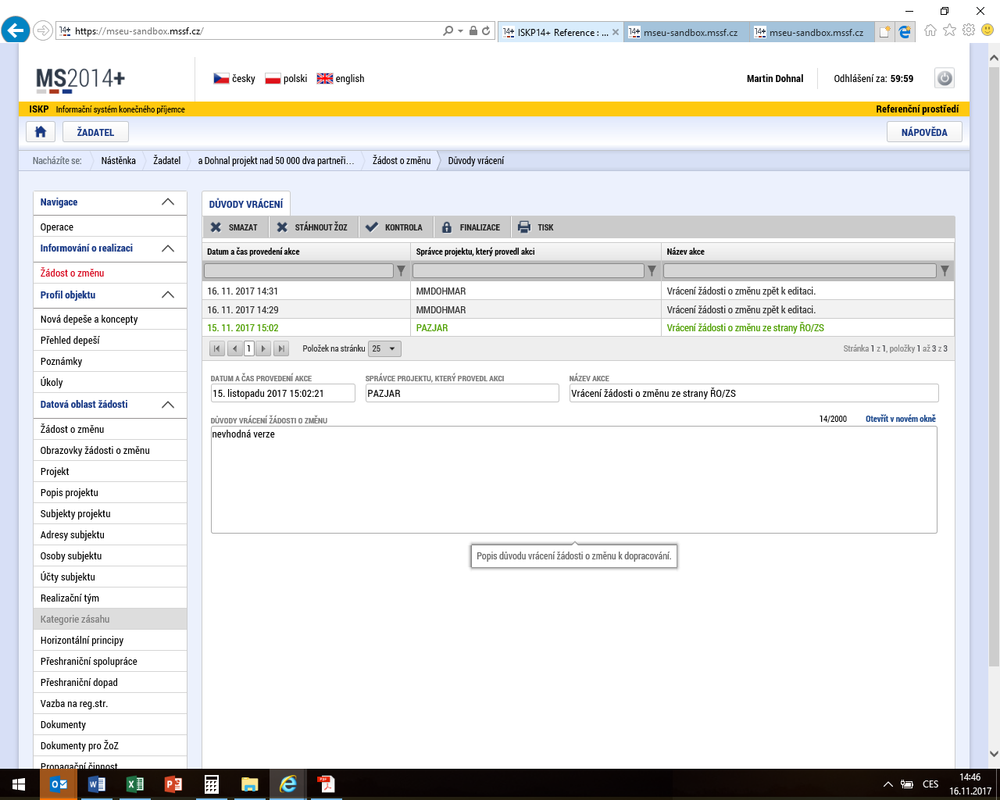 https://mseu-sandbox.mssf.cz/
ISKP14+ Reference : ...
mseu-sandbox.mssf.cz
mseu-sandbox.mssf.cz
MS2014+
česky
polski
english
Martin Dohnal
Odhlášení za: 59:59
ISKP Informační systém konečného příjemce
Referenční prostředí
ŽADATEL
NÁPOVĚDA
Nacházíte se: Nástěnka Žadatel a Dohnal projekt nad 50 000 dva partneři... Žádost o změnu Důvody vrácení
Navigace
Operace
Informování o realizaci
Žádost o změnu
Profil objektu
Nová depeše a koncepty
Přehled depeší
Poznámky
Úkoly
Datová oblast žádosti
Žádost o změnu
Obrazovky žádosti o změnu
Projekt
Popis projektu
Subjekty projektu
Adresy subjektu
Osoby subjektu
Účty subjektu
Realizační tým
Kategorie zásahu
Horizontální principy
Přeshraniční spolupráce
Přeshraniční dopad
Vazba na reg.str.
Dokumenty
Dokumenty pro ŽoZ
Propagační činnost
DŮVODY VRÁCENÍ
SMAZAT STÁHNOUT ŽOZ KONTROLA FINALIZACE TISK
Datum a čas provedení akce Správce projektu, který provedl akci Název akce
16. 11. 2017 14:31 MMDOHMAR Vrácení žádosti o změnu zpět k editaci.
16. 11. 2017 14:29 MMDOHMAR Vrácení žádosti o změnu zpět k editaci.
15. 11. 2017 15:02 PAZJAR Vrácení žádosti o změnu ze strany ŘO/ZS
1 Položek na stránku 25 Stránka 1 z 1, položky 1 až 3 z 3
DATUM A ČAS PROVEDENÍ AKCE SPRÁVCE PROJEKTU, KTERÝ PROVEDL AKCI NÁZEV AKCE
15. listopadu 2017 15:02:21 PAZJAR Vrácení žádosti o změnu ze strany ŘO/ZS
DŮVODY VRÁCENÍ ŽÁDOSTI O ZMĚNU 14/2000 Otevřít v novém okně
nevhodná verze
Popis důvodu vrácení žádosti o změnu k dopracování.
CES
14:46
16.11.2017